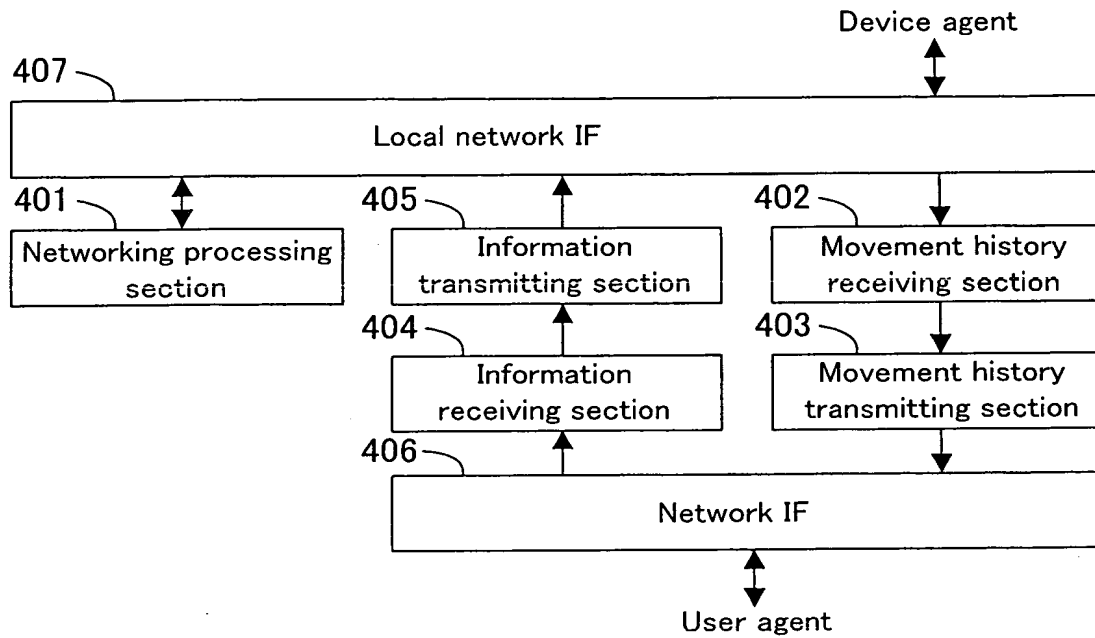 Device agent
407
Local network IF
401
405
402
Networking processing
section
Information
transmitting section
Movement history
receiving section
404
403
Information
receiving section
Movement history
transmitting section
406
Network IF
User agent